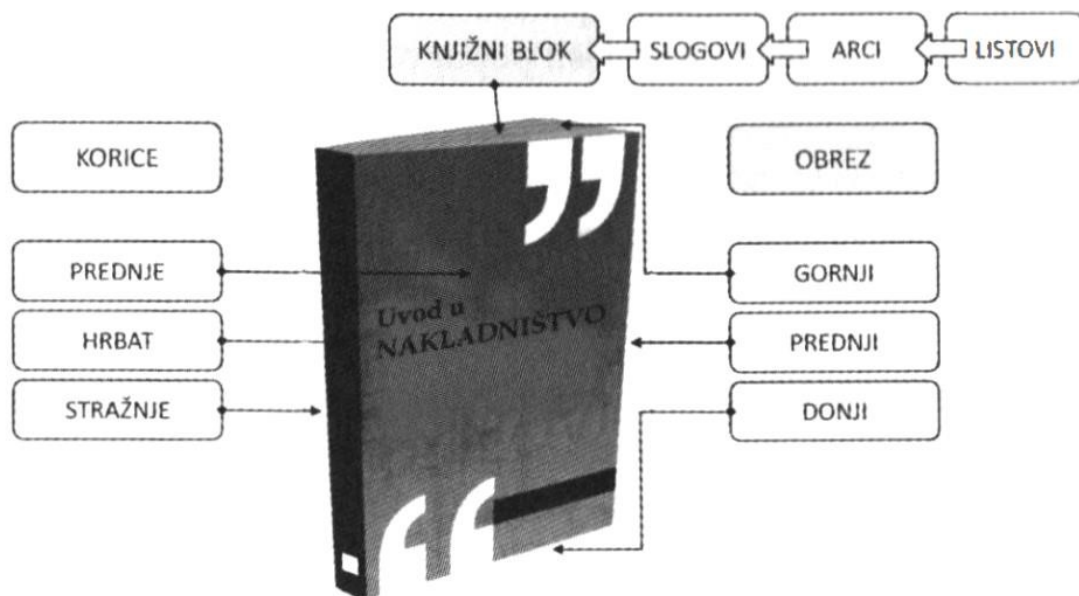 KNJIŽNI BLOK
SLOGOVI
ARCI
LISTOVI
KORICE
OBREZ
PREDNJE
GORNJI
HRBAT
PREDNJI
STRAŽNJE
DONJI
Uvod u
NAKLADNIŠTVO